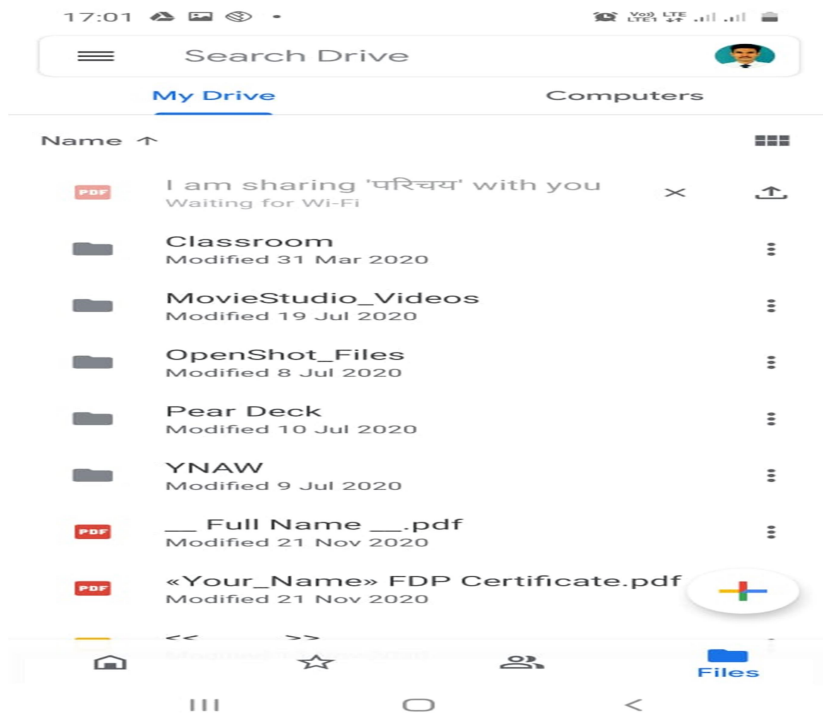 17:01
Vo)) LTE
LTE1
Search Drive
My Drive
Computers
Name ↑
PDF
I am sharing 'परिचय' with you
Waiting for Wi-Fi
Classroom
Modified 31 Mar 2020
MovieStudio_Videos
Modified 19 Jul 2020
OpenShot_Files
Modified 8 Jul 2020
Pear Deck
Modified 10 Jul 2020
YNAW
Modified 9 Jul 2020
PDF
__ Full Name __.pdf
Modified 21 Nov 2020
PDF
«Your_Name» FDP Certificate.pdf
Modified 21 Nov 2020
<< >>
Files